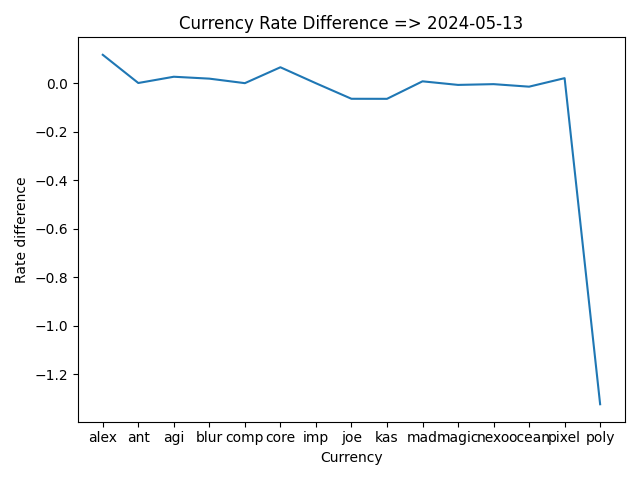 Currency Rate Difference => 2024-05-13
Rate difference
0.0
−0.2
−0.4
−0.6
−0.8
−1.0
−1.2
alex ant agi blur comp core imp joe kas mad magic nexo ocean pixel poly
Currency